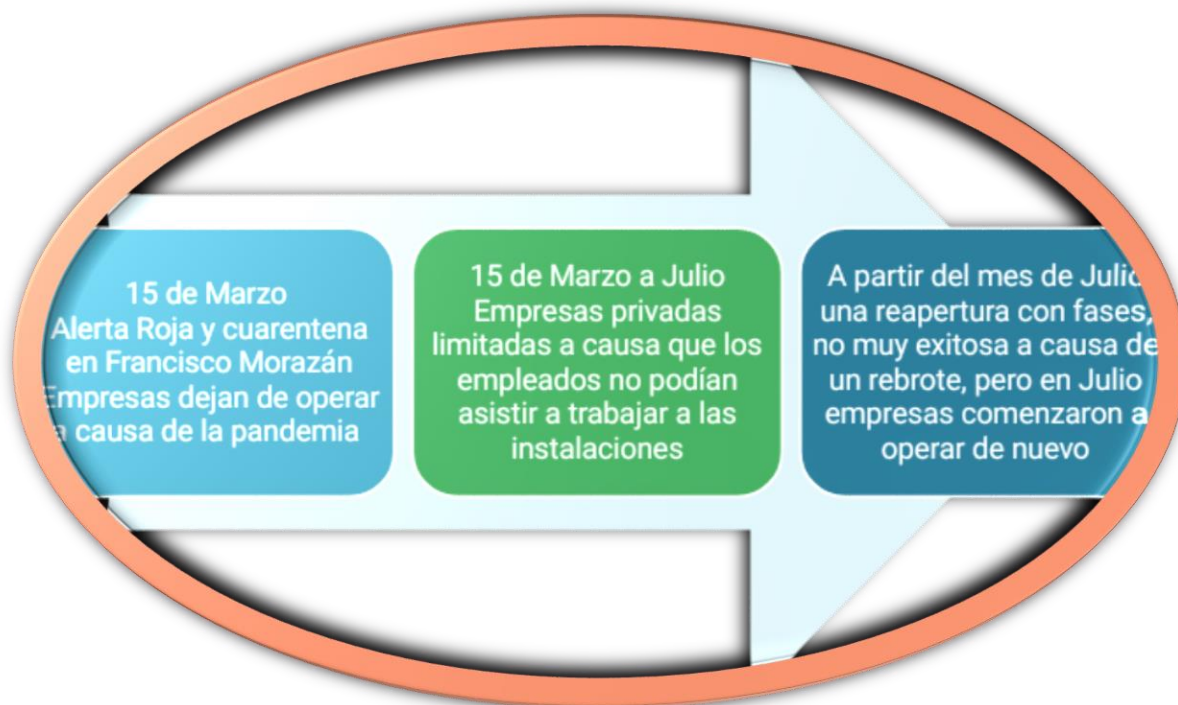 15 de Marzo
Alerta Roja y cuarentena
en Francisco Morazán
Empresas dejan de operar
a causa de la pandemia
15 de Marzo a Julio
Empresas privadas
limitadas a causa que los
empleados no podían
asistir a trabajar a las
instalaciones
A partir del mes de Julio
una reapertura con fases,
no muy exitosa a causa de
un rebrote, pero en Julio
empresas comenzaron a
operar de nuevo